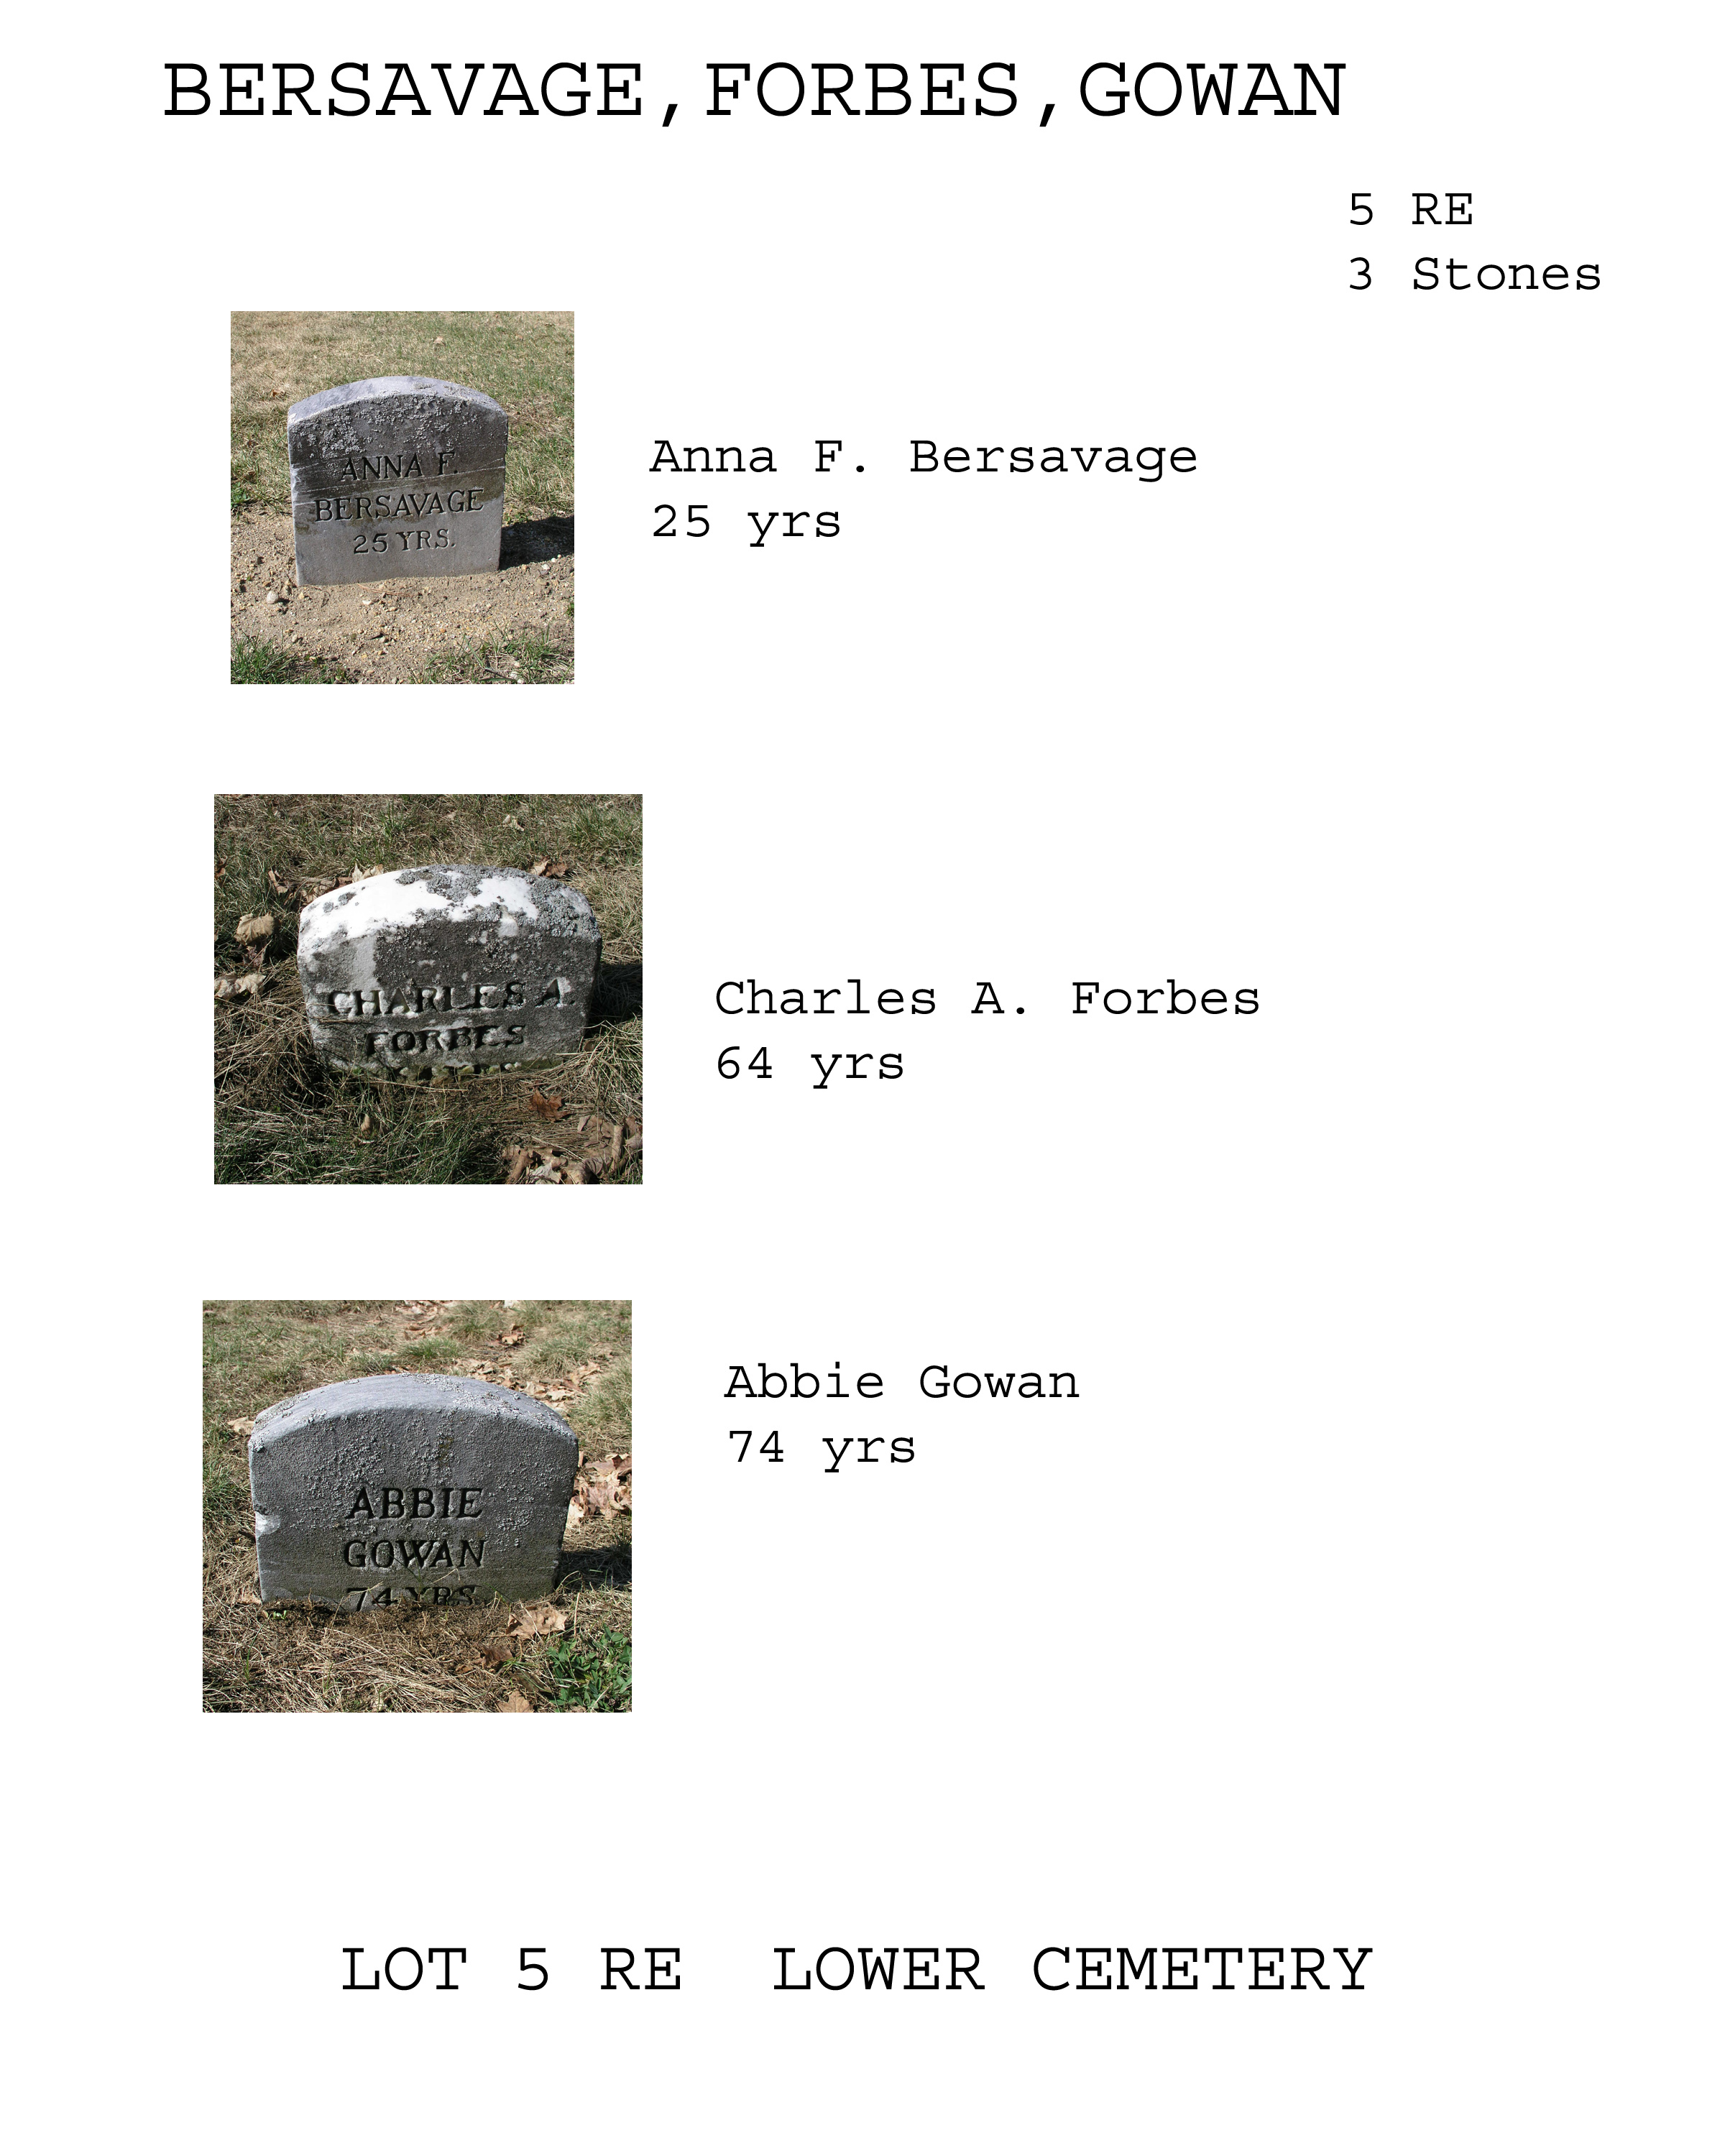 BERSAVAGE,FORBES,GOWAN
5 RE
3 Stones
ANNA F.
BERSAVAGE
25 YRS.
Anna F. Bersavage
25 yrs
CHARLES A.
FORBES
Charles A. Forbes
64 yrs
ABBIE
GOWAN
74 YRS.
Abbie Gowan
74 yrs
LOT 5 RE LOWER CEMETERY